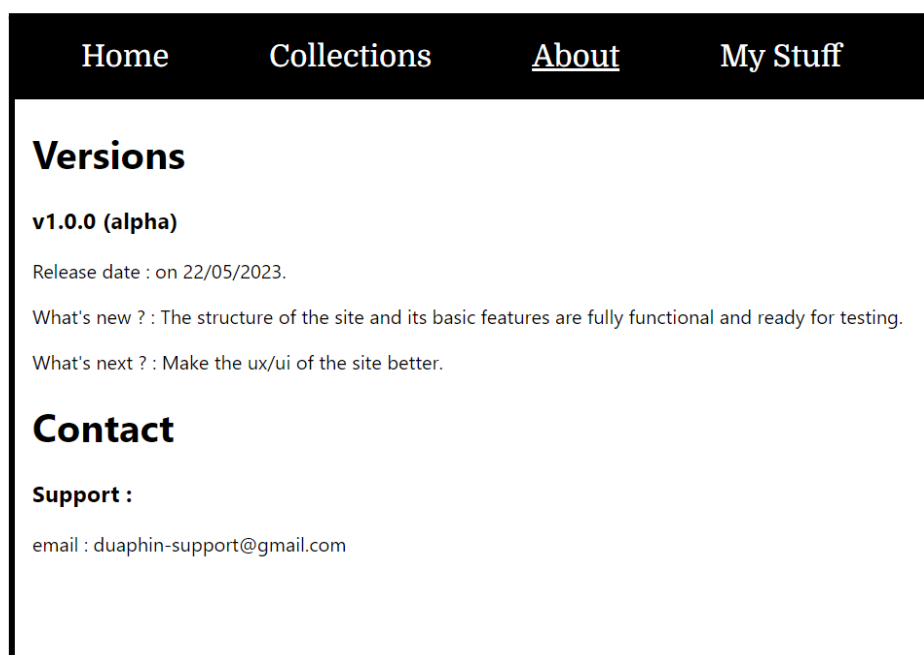 Home Collections About My Stuff
Versions
v1.0.0 (alpha)
Release date : on 22/05/2023.
What's new ? : The structure of the site and its basic features are fully functional and ready for testing.
What's next ? : Make the ux/ui of the site better.
Contact
Support :
email : duaphin-support@gmail.com